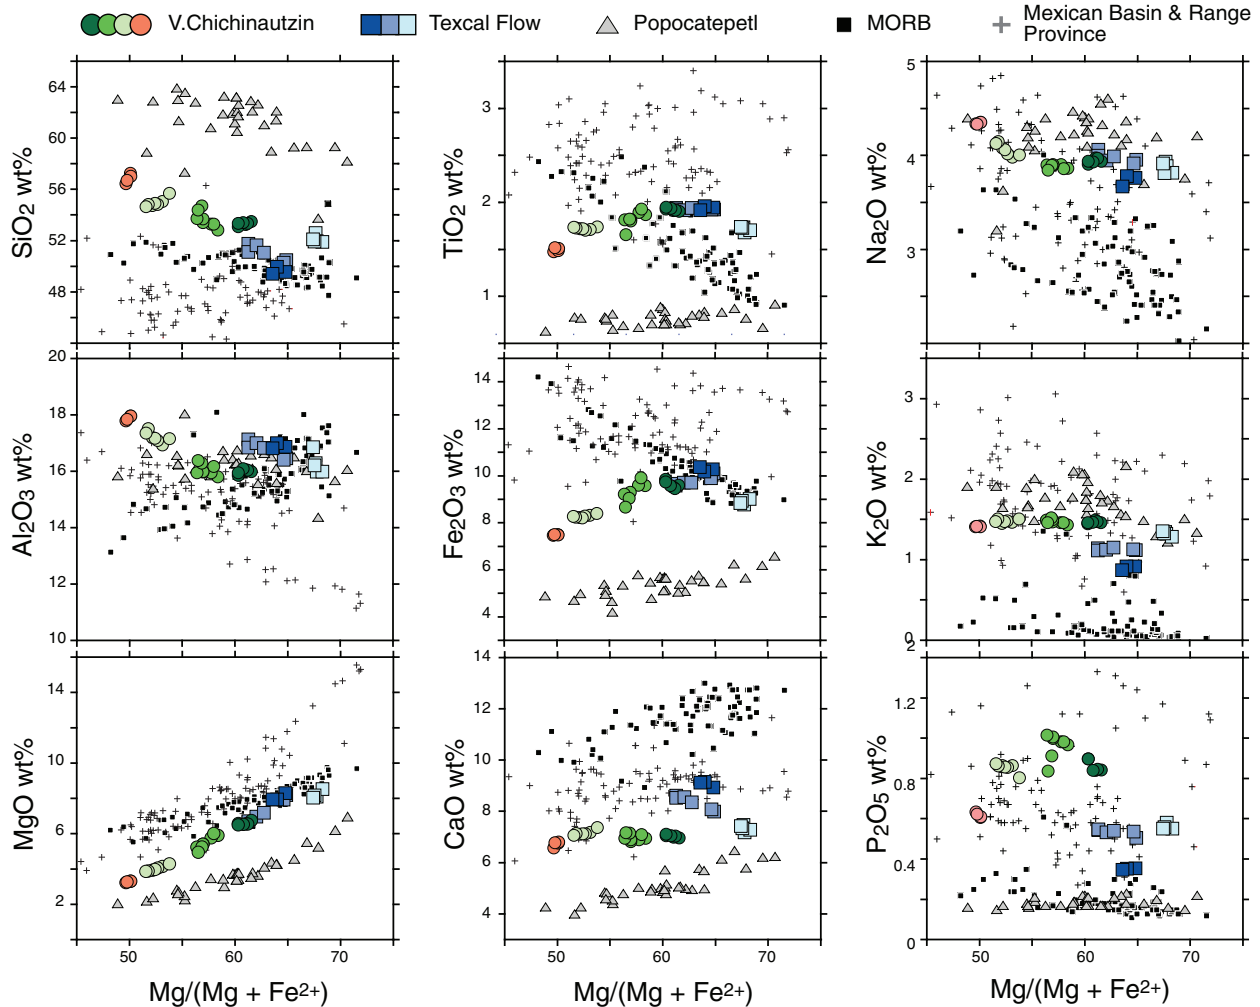 V.Chichinautzin
Texcal Flow
Popocatepetl
MORB
Mexican Basin & Range
Province
SiO2 wt%
64
60
56
52
48
TiO2 wt%
3
2
1
Na2O wt%
5
4
3
Al2O3 wt%
20
18
16
14
12
10
Fe2O3 wt%
14
12
10
8
6
4
K2O wt%
3
2
1
0
MgO wt%
14
10
6
2
50
60
70
Mg/(Mg + Fe2+)
CaO wt%
14
12
10
8
6
4
50
60
70
Mg/(Mg + Fe2+)
P2O5 wt%
2
1.2
0.8
0.4
0
50
60
70
Mg/(Mg + Fe2+)